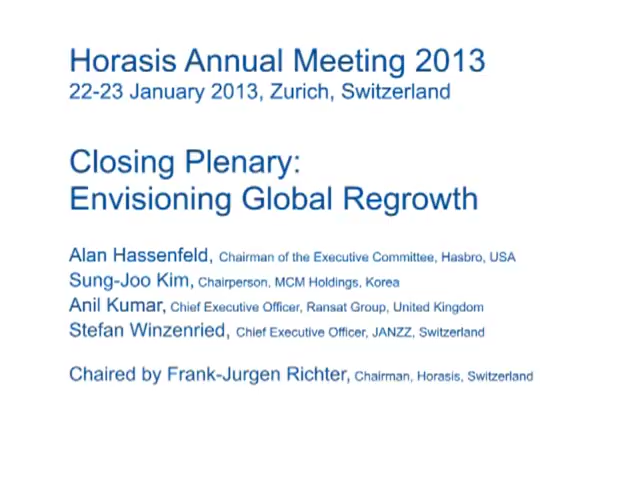 Horasis Annual Meeting 2013
22-23 January 2013, Zurich, Switzerland
Closing Plenary:
Envisioning Global Regrowth
Alan Hassenfeld, Chairman of the Executive Committee, Hasbro, USA
Sung-Joo Kim, Chairperson, MCM Holdings, Korea
Anil Kumar, Chief Executive Officer, Ransat Group, United Kingdom
Stefan Winzenried, Chief Executive Officer, JANZZ, Switzerland
Chaired by Frank-Jurgen Richter, Chairman, Horasis, Switzerland